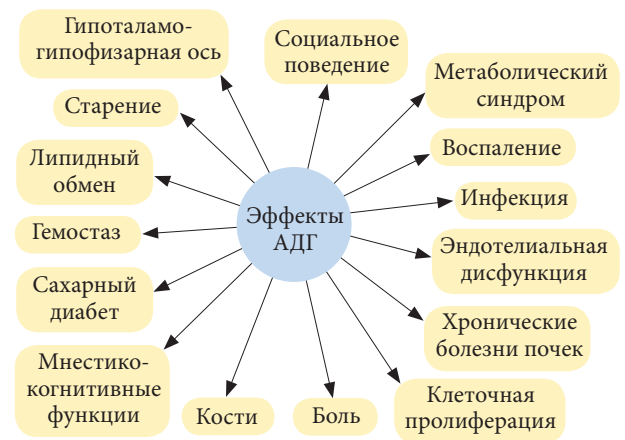 Гипоталамо-
гипофизарная ось
Социальное
поведение
Метаболический
синдром
Старение
Воспаление
Липидный
обмен
Инфекция
Эффекты
АДГ
Гемостаз
Эндотелиальная
дисфункция
Сахарный
диабет
Хронические
болезни почек
Мнестико-
когнитивные
функции
Кости
Боль
Клеточная
пролиферация